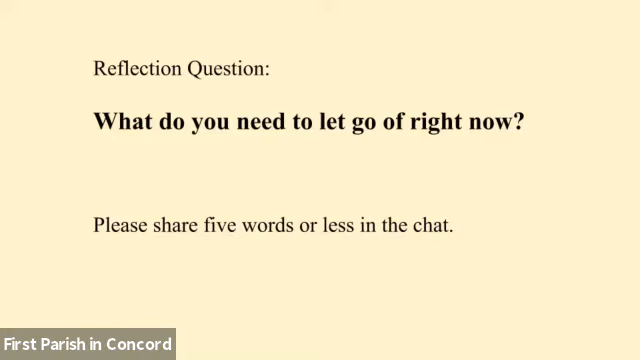 Reflection Question:
What do you need to let go of right now?
Please share five words or less in the chat.
First Parish in Concord